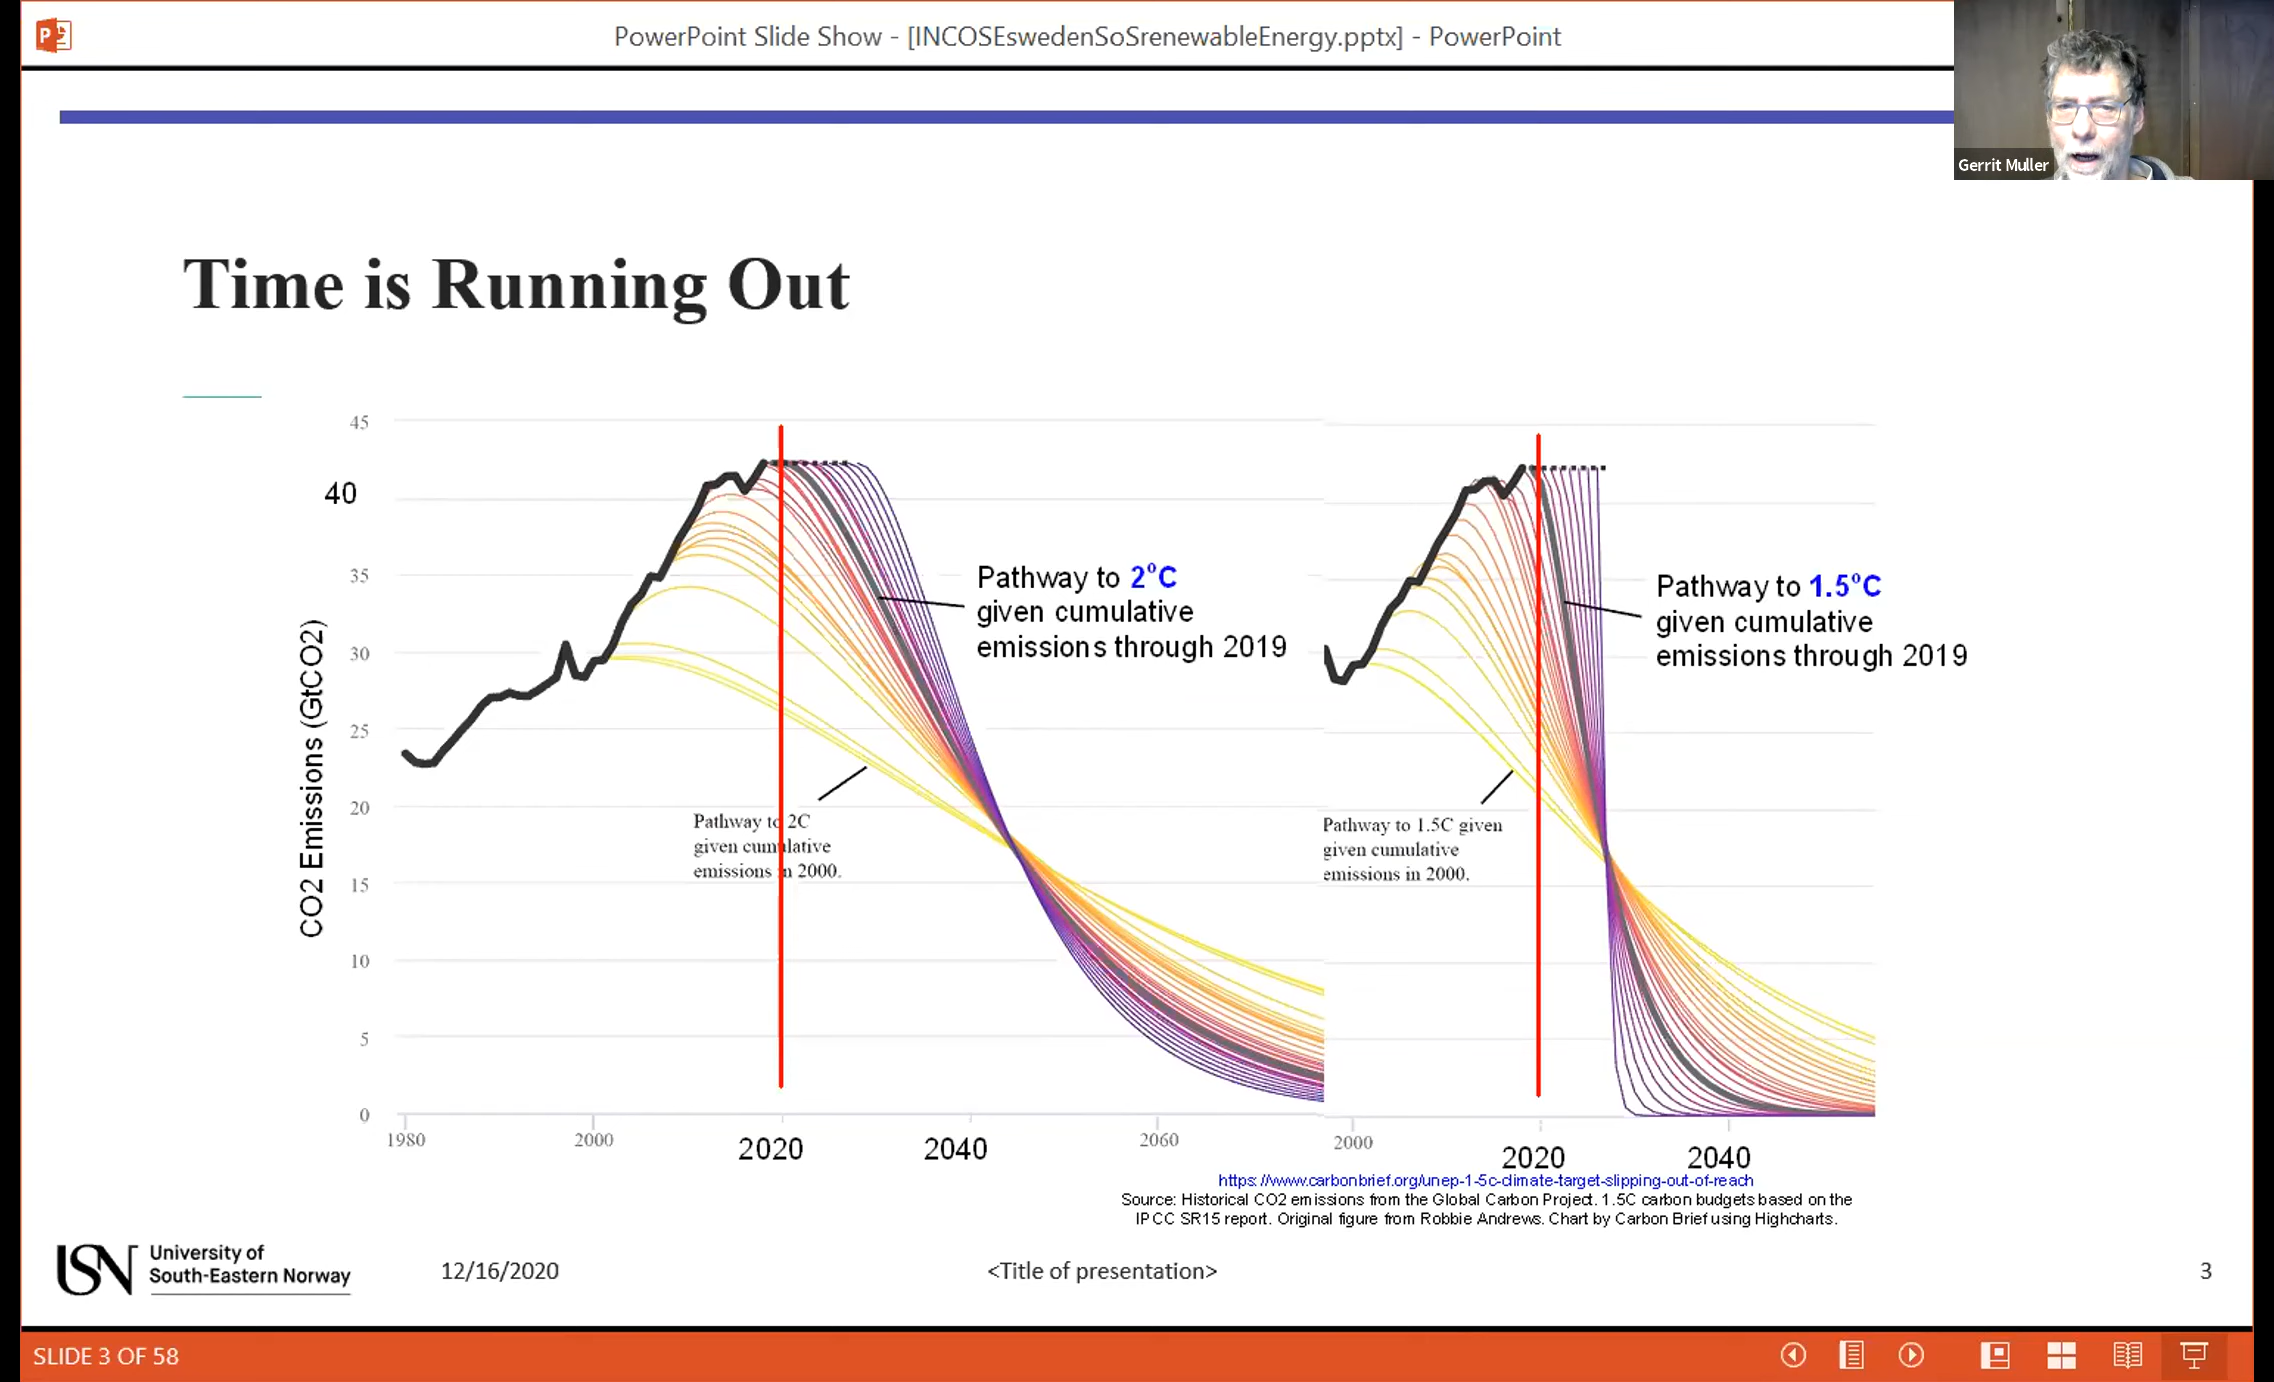 PowerPoint Slide Show - [INCOSEswedenSoSrenewableEnergy.pptx] - PowerPoint
Gerrit Muller
Time is Running Out
CO2 Emissions (GtCO2)
45
40
35
30
25
20
15
10
5
0
1980
2000
2020
2040
2060
Pathway to 2°C
given cumulative
emissions through 2019
Pathway to 2C
given cumulative
emissions in 2000.
Pathway to 1.5°C
given cumulative
emissions through 2019
Pathway to 1.5C given
given cumulative
emissions in 2000.
2000
2020
2040
https://www.carbonbrief.org/unep-1-5c-climate-target-slipping-out-of-reach
Source: Historical CO2 emissions from the Global Carbon Project. 1.5C carbon budgets based on the
IPCC SR15 report. Original figure from Robbie Andrews. Chart by Carbon Brief using Highcharts.
USN University of
South-Eastern Norway
12/16/2020
<Title of presentation>
3
SLIDE 3 OF 58